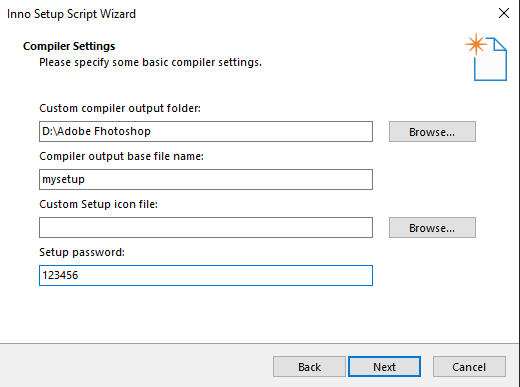 Inno Setup Script Wizard
Compiler Settings
Please specify some basic compiler settings.
Custom compiler output folder:
D:\Adobe Fhotoshop
Browse...
Compiler output base file name:
mysetup
Custom Setup icon file:
Browse...
Setup password:
123456
Back
Next
Cancel